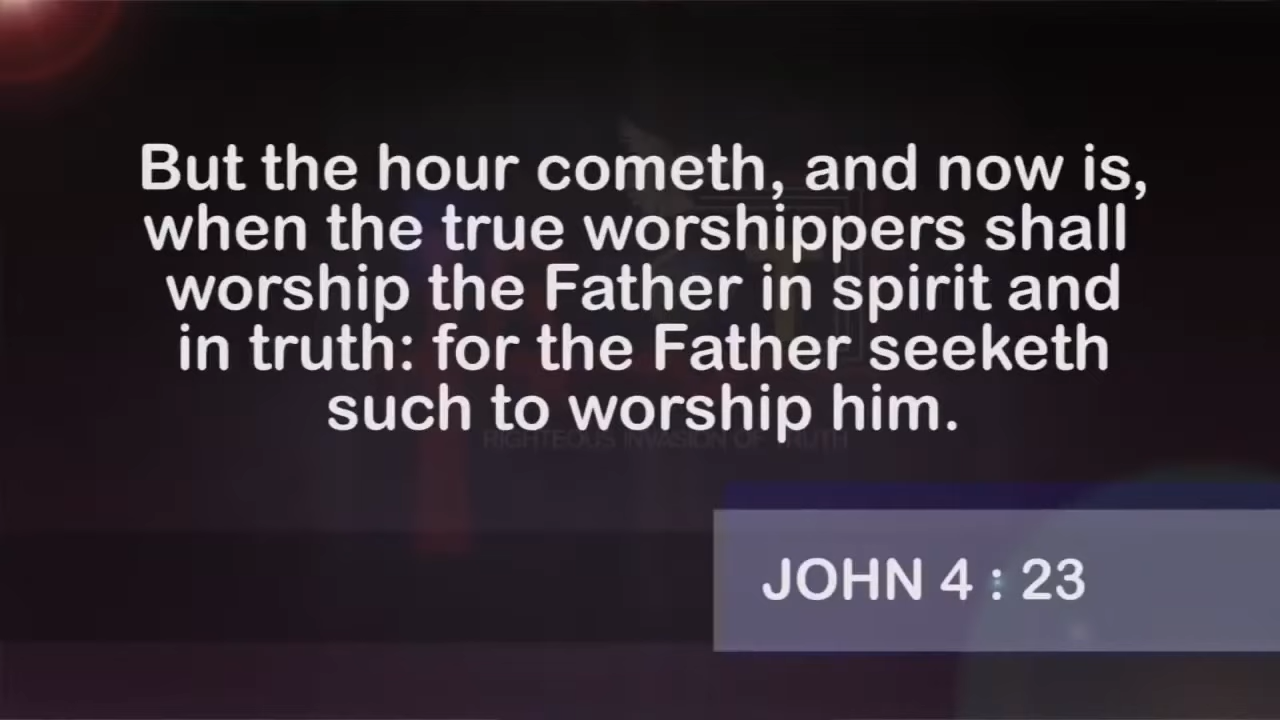 But the hour cometh, and now is,
when the true worshippers shall
worship the Father in spirit and
in truth: for the Father seeketh
such to worship him.
RIGHTEOUS INVASION OF TRUTH
JOHN 4 : 23